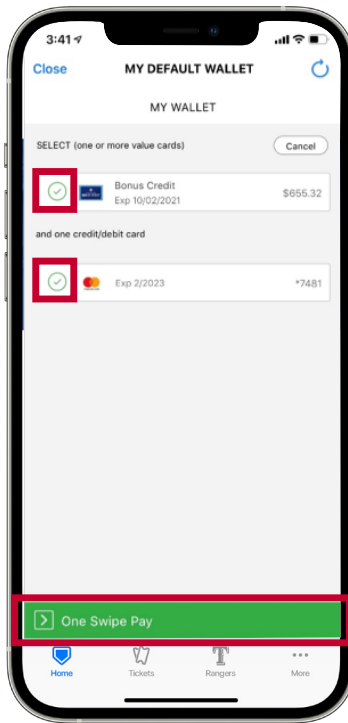 3:41
Close MY DEFAULT WALLET
MY WALLET
SELECT (one or more value cards) Cancel
Bonus Credit
Exp 10/02/2021 $655.32
and one credit/debit card
Exp 2/2023 *7481
One Swipe Pay
Home Tickets Rangers More